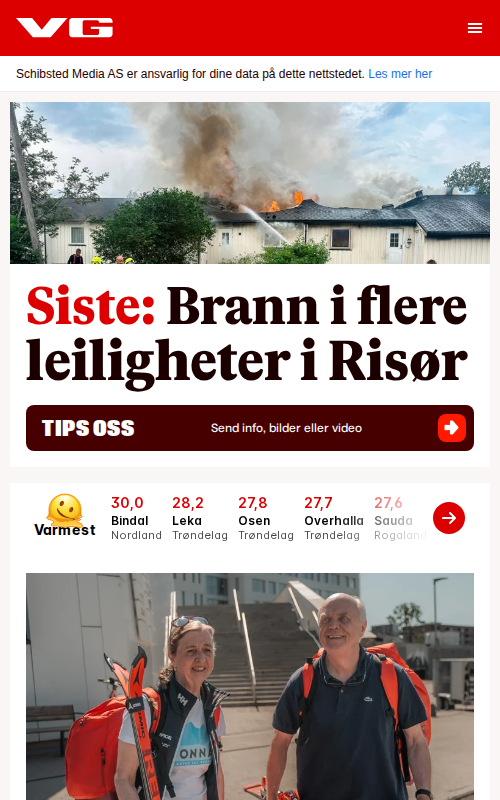 VG
Schibsted Media AS er ansvarlig for dine data på dette nettstedet. Les mer her
Siste: Brann i flere
leiligheter i Risør
TIPS OSS
Send info, bilder eller video
Varmest
30,0
Bindal
Nordland
28,2
Leka
Trøndelag
27,8
Osen
Trøndelag
27,7
Overhalla
Trøndelag
27,6
Sauda
Rogaland